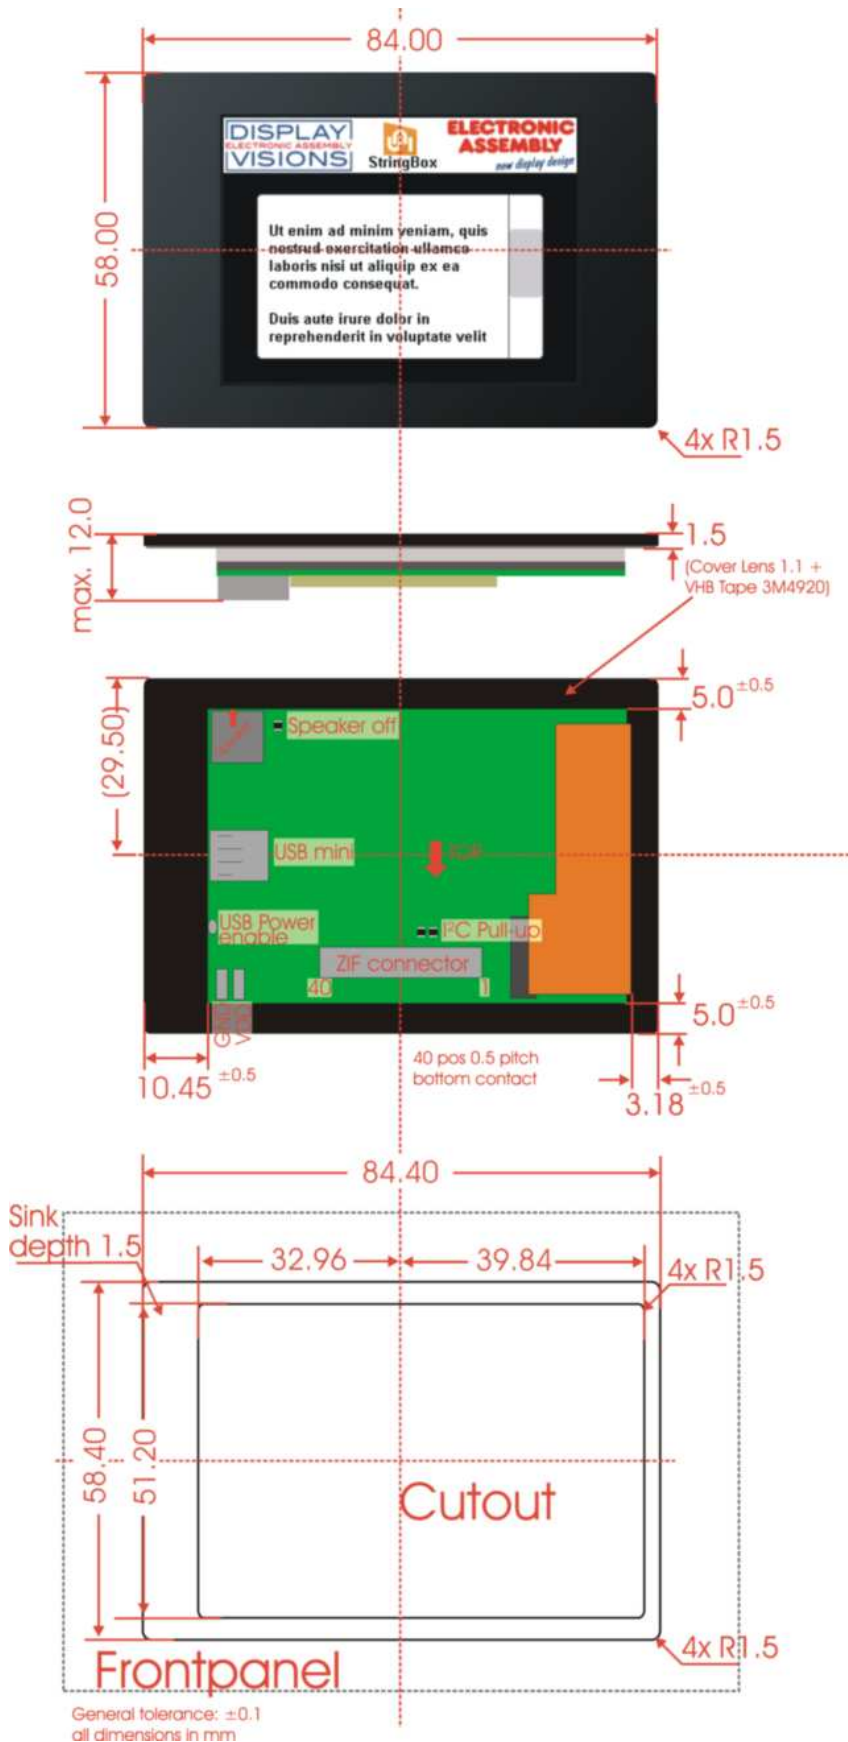 84.00
58.00
DISPLAY
ELECTRONIC ASSEMBLY
VISIONS
StringBox
ELECTRONIC
ASSEMBLY
new display design
Ut enim ad minim veniam, quis
nostrud exercitation ullamco
laboris nisi ut aliquip ex ea
commodo consequat.
Duis aute irure dolor in
reprehenderit in voluptate velit
4x R1.5
max. 12.0
1.5
(Cover Lens 1.1 +
VHB Tape 3M4920)
(29.50)
5.0 ±0.5
Speaker off
USB mini
TOP
USB Power
enable
I²C Pull-up
ZIF connector
40
1
GND
VDD
5.0 ±0.5
10.45 ±0.5
40 pos 0.5 pitch
bottom contact
3.18 ±0.5
84.40
Sink
depth 1.5
32.96
39.84
4x R1.5
58.40
51.20
Cutout
4x R1.5
Frontpanel
General tolerance: ±0.1
all dimensions in mm